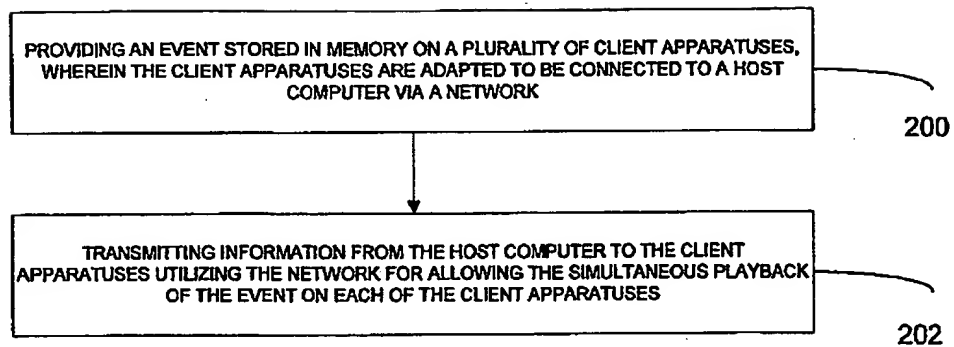 PROVIDING AN EVENT STORED IN MEMORY ON A PLURALITY OF CLIENT APPARATUSES,
WHEREIN THE CLIENT APPARATUSES ARE ADAPTED TO BE CONNECTED TO A HOST
COMPUTER VIA A NETWORK
200
TRANSMITTING INFORMATION FROM THE HOST COMPUTER TO THE CLIENT
APPARATUSES UTILIZING THE NETWORK FOR ALLOWING THE SIMULTANEOUS PLAYBACK
OF THE EVENT ON EACH OF THE CLIENT APPARATUSES
202